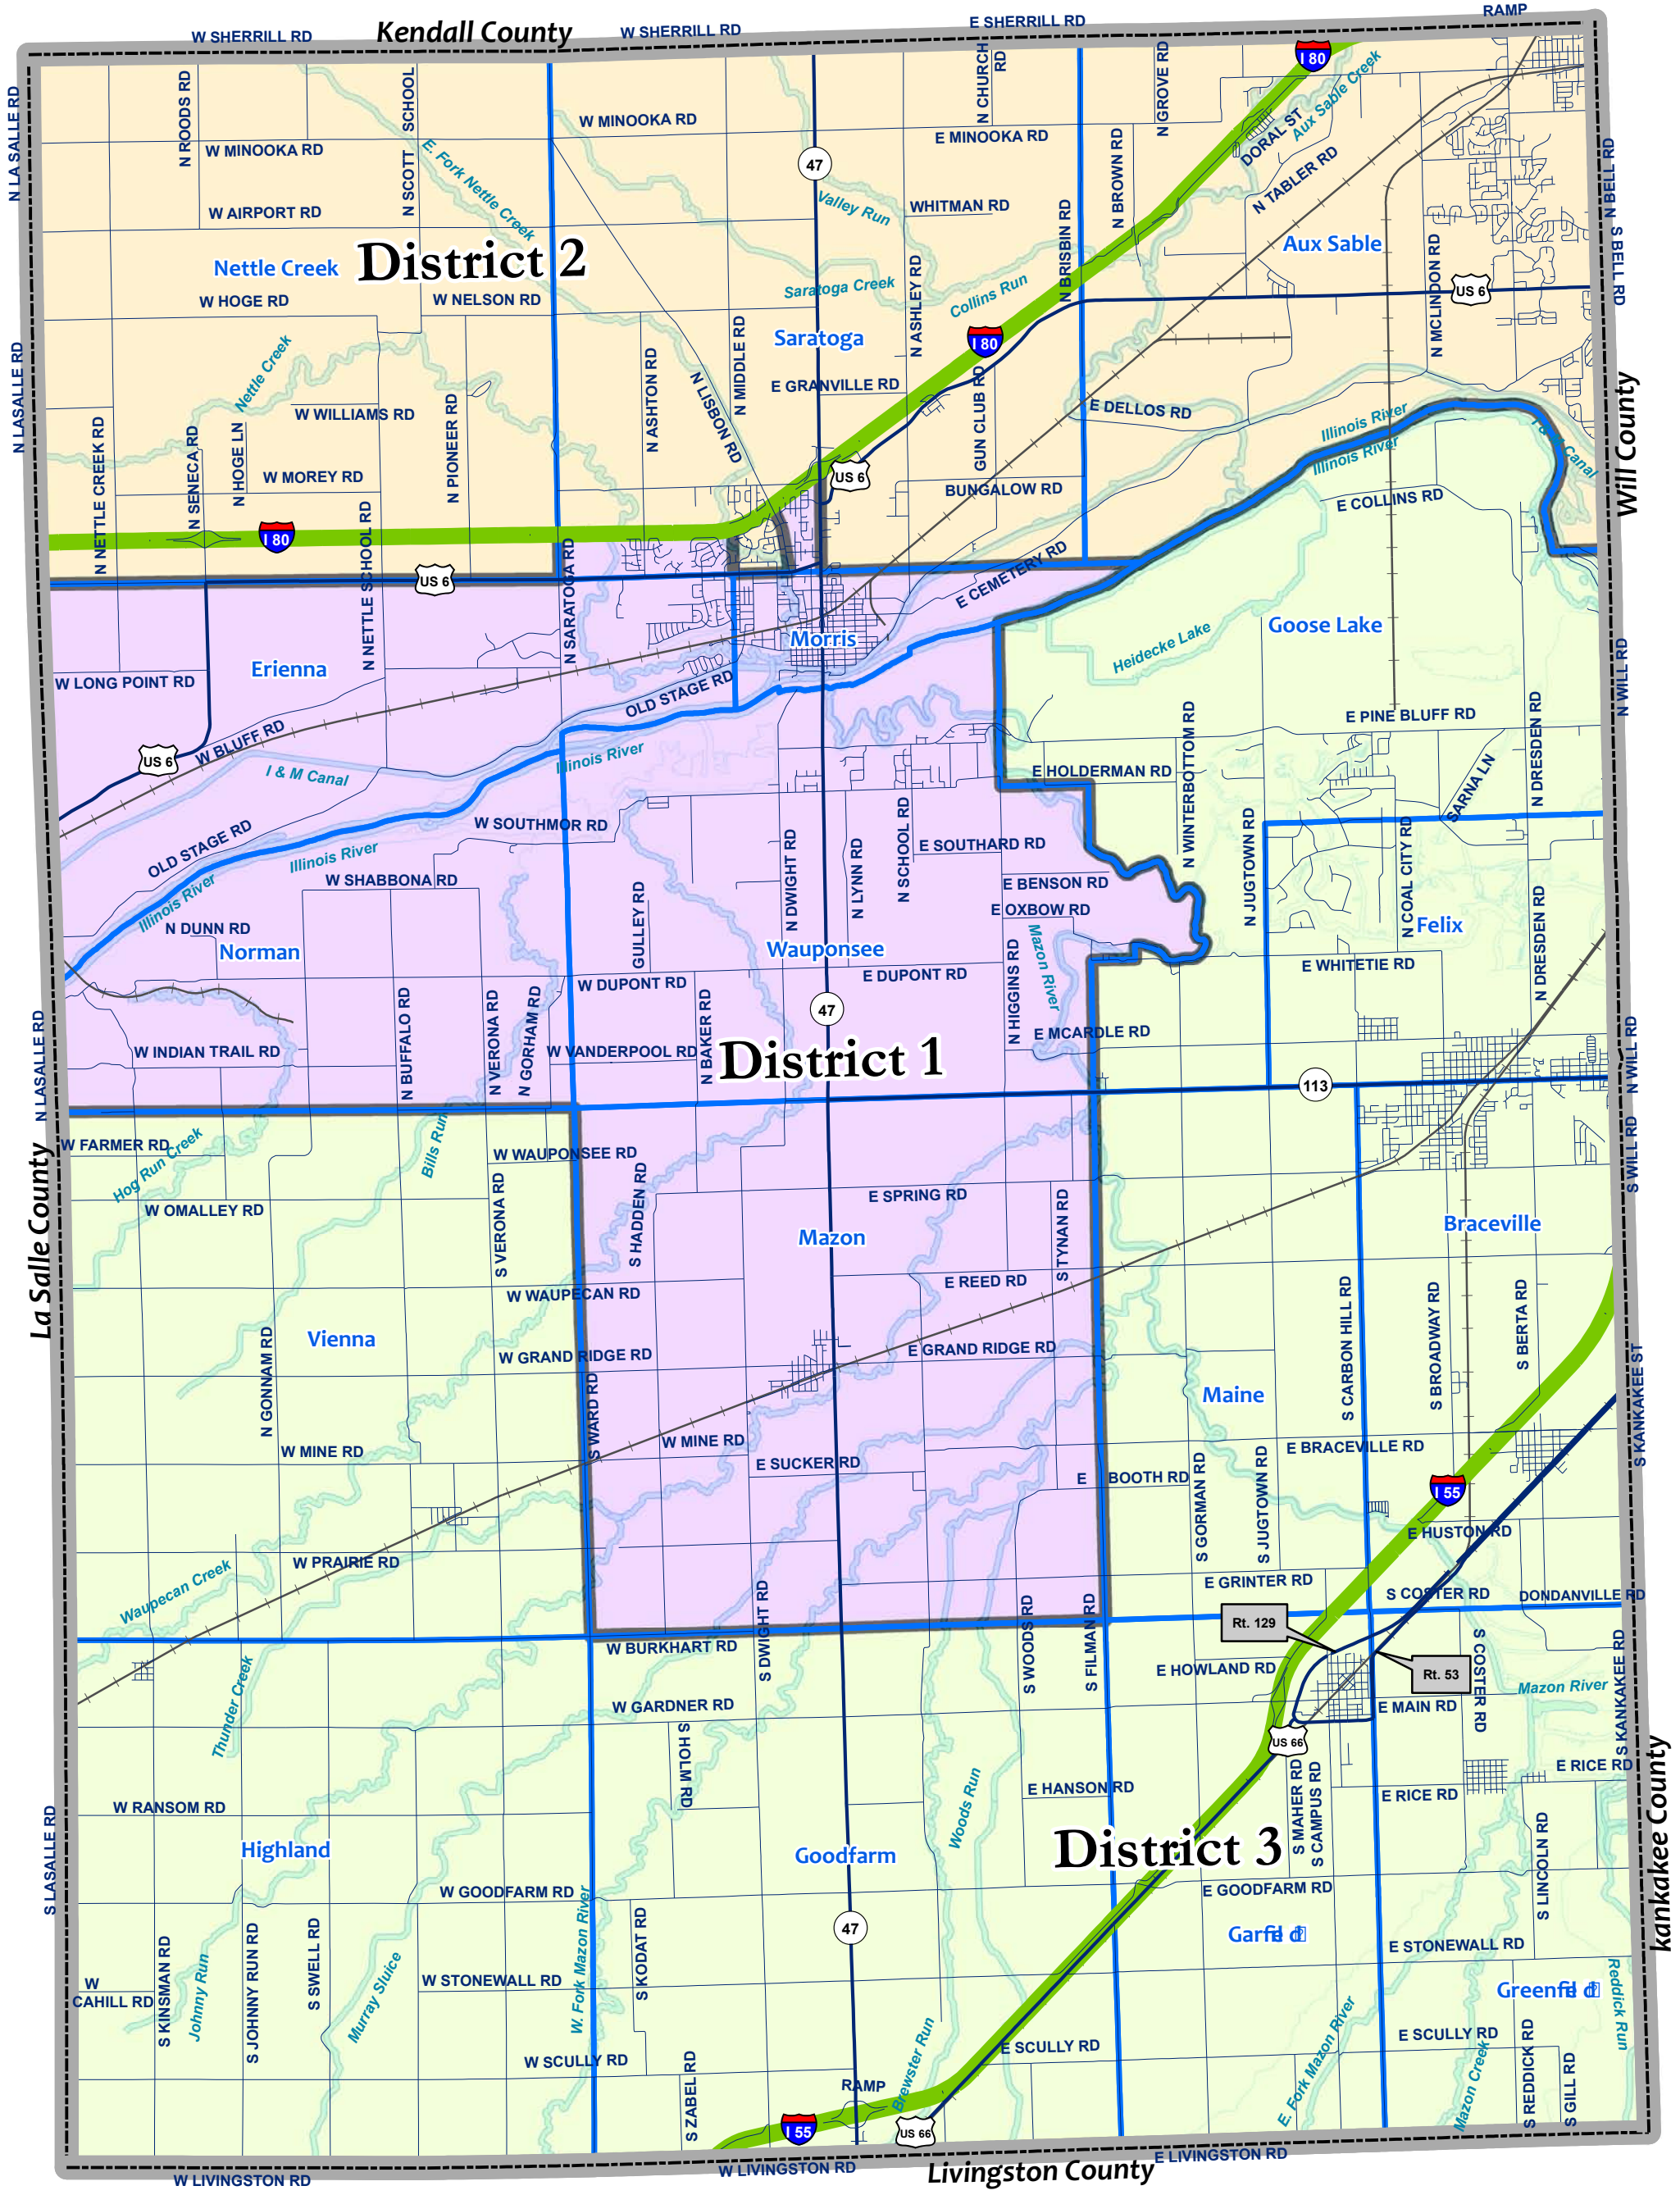 Kendall County
W SHERRILL RD
W SHERRILL RD
E SHERRILL RD
RAMP
N LA SALLE RD
N ROODS RD
N SCOTT SCHOOL
N CHURCH
RD
N GROVE RD
I 80
Aux Sable Creek
DORAL ST
W MINOOKA RD
W MINOOKA RD
E MINOOKA RD
E. Fork Nettle Creek
47
N BROWN RD
N TABLER RD
N BELL RD
W AIRPORT RD
Valley Run
WHITMAN RD
N BRISBIN RD
Aux Sable
S BELL RD
Nettle Creek
District 2
Saratoga Creek
Collins Run
N ASHLEY RD
N MCLINDON RD
US 6
W HOGE RD
W NELSON RD
Saratoga
I 80
N LASALLE RD
Nettle Creek
N ASHTON RD
N MIDDLE RD
N LISBON RD
E GRANVILLE RD
GUN CLUB RD
E DELLOS RD
W WILLIAMS RD
N PIONEER RD
Illinois River
Illinois River
I & M Canal
Will County
N NETTLE CREEK RD
N SENECA RD
N HOGE LN
W MOREY RD
US 6
BUNGALOW RD
E COLLINS RD
N NETTLE SCHOOL RD
I 80
US 6
N SARATOGA RD
E CEMETERY RD
Morris
Goose Lake
Heidecke Lake
Erienna
W LONG POINT RD
OLD STAGE RD
N WILL RD
W BLUFF RD
US 6
I & M Canal
Illinois River
E PINE BLUFF RD
N WINTERBOTTOM RD
N DRESDEN RD
E HOLDERMAN RD
SARNA LN
OLD STAGE RD
W SOUTHMOR RD
Illinois River
N DWIGHT RD
N LYNN RD
N SCHOOL RD
E SOUTHARD RD
N JUGTOWN RD
N COAL CITY RD
W SHABBONA RD
E BENSON RD
Illinois River
GULLEY RD
E OXBOW RD
N DUNN RD
Norman
Wauponsee
Mazon River
Felix
N DRESDEN RD
W DUPONT RD
E DUPONT RD
N HIGGINS RD
E WHITETIE RD
N LASALLE RD
N BUFFALO RD
N VERONA RD
N GORHAM RD
N BAKER RD
47
E MCARDLE RD
N WILL RD
W INDIAN TRAIL RD
W VANDERPOOL RD
District 1
113
W FARMER RD
Hog Run Creek
Bills Run
W WAUPONSEE RD
S WILL RD
La Salle County
W OMALLEY RD
S VERONA RD
S HADDEN RD
E SPRING RD
Mazon
S TYNAN RD
Braceville
W WAUPECAN RD
E REED RD
S CARBON HILL RD
S BROADWAY RD
S BERTA RD
Vienna
N GONNAM RD
W GRAND RIDGE RD
E GRAND RIDGE RD
Maine
S KANKAKEE ST
S WARD RD
W MINE RD
W MINE RD
E SUCKER RD
E BOOTH RD
S GORMAN RD
S JUGTOWN RD
E BRACEVILLE RD
I 55
E HUSTON RD
W PRAIRIE RD
Waupecan Creek
E GRINTER RD
S COSTER RD
DONDANVILLE RD
Rt. 129
S DWIGHT RD
S WOODS RD
S FILMAN RD
W BURKHART RD
E HOWLAND RD
Rt. 53
S COSTER RD
S KANKAKEE RD
Mazon River
Thunder Creek
W GARDNER RD
E MAIN RD
US 66
S HOLM RD
S MAHER RD
S CAMPUS RD
E RICE RD
kankakee County
W RANSOM RD
E HANSON RD
E RICE RD
Woods Run
S LASALLE RD
Highland
Goodfarm
District 3
S LINCOLN RD
W GOODFARM RD
E GOODFARM RD
47
Garfield
W. Fork Mazon River
S KODAT RD
E STONEWALL RD
S KINSMAN RD
Johnny Run
S JOHNNY RUN RD
S SWELL RD
Murray Sluice
W STONEWALL RD
Greenfield
Reddick Run
W
CAHILL RD
W SCULLY RD
Brewster Run
E SCULLY RD
E. Fork Mazon River
E SCULLY RD
Mazon Creek
S REDDICK RD
S GILL RD
S ZABEL RD
RAMP
I 55
US 66
W LIVINGSTON RD
W LIVINGSTON RD
Livingston County
E LIVINGSTON RD